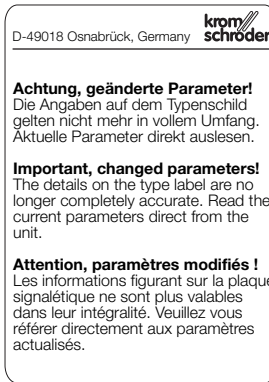 D-49018 Osnabrück, Germany
krom
schröder
Achtung, geänderte Parameter!
Die Angaben auf dem Typenschild
gelten nicht mehr in vollem Umfang.
Aktuelle Parameter direkt auslesen.
Important, changed parameters!
The details on the type label are no
longer completely accurate. Read the
current parameters direct from the
unit.
Attention, paramètres modifiés !
Les informations figurant sur la plaque
signalétique ne sont plus valables
dans leur intégralité. Veuillez vous
référer directement aux paramètres
actualisés.